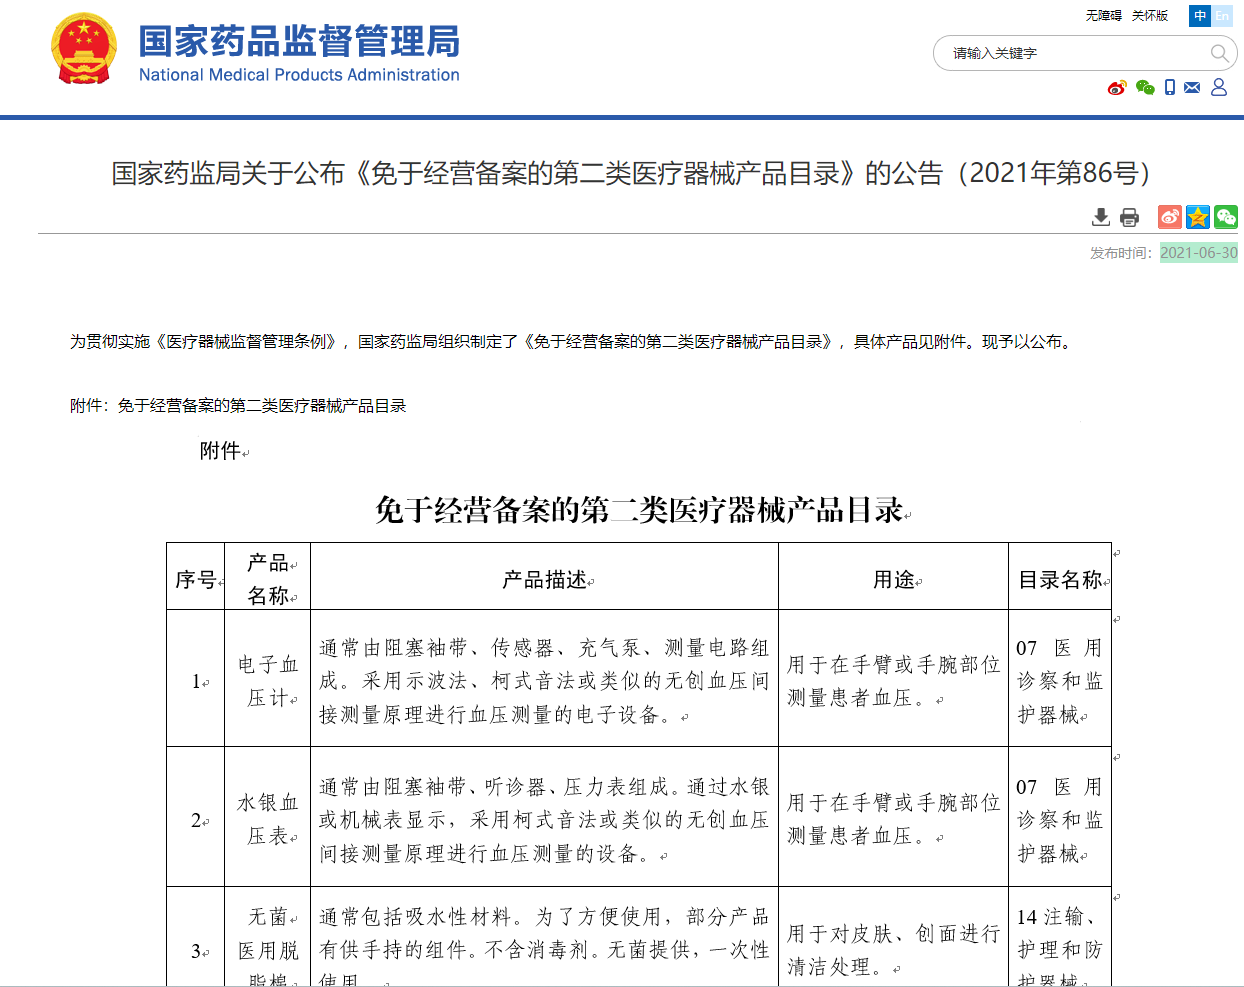 无障碍 关怀版 中 En
国家药品监督管理局
National Medical Products Administration
请输入关键字
国家药监局关于公布《免于经营备案的第二类医疗器械产品目录》的公告（2021年第86号）
发布时间：2021-06-30
为贯彻实施《医疗器械监督管理条例》，国家药监局组织制定了《免于经营备案的第二类医疗器械产品目录》，具体产品见附件。现予以公布。
附件：免于经营备案的第二类医疗器械产品目录
附件
免于经营备案的第二类医疗器械产品目录
序号
产品
名称
产品描述
用途
目录名称
1
电子血
压计
通常由阻塞袖带、传感器、充气泵、测量电路组
成。采用示波法、柯式音法或类似的无创血压间
接测量原理进行血压测量的电子设备。
用于在手臂或手腕部位
测量患者血压。
07 医用
诊察和监
护器械
2
水银血
压表
通常由阻塞袖带、听诊器、压力表组成。通过水银
或机械表显示，采用柯式音法或类似的无创血压
间接测量原理进行血压测量的设备。
用于在手臂或手腕部位
测量患者血压。
07 医用
诊察和监
护器械
3
无菌
医用脱
脂棉
通常包括吸水性材料。为了方便使用，部分产品
有供手持的组件。不含消毒剂。无菌提供，一次性
使用。
用于对皮肤、创面进行
清洁处理。
14 注输、
护理和防
护器械